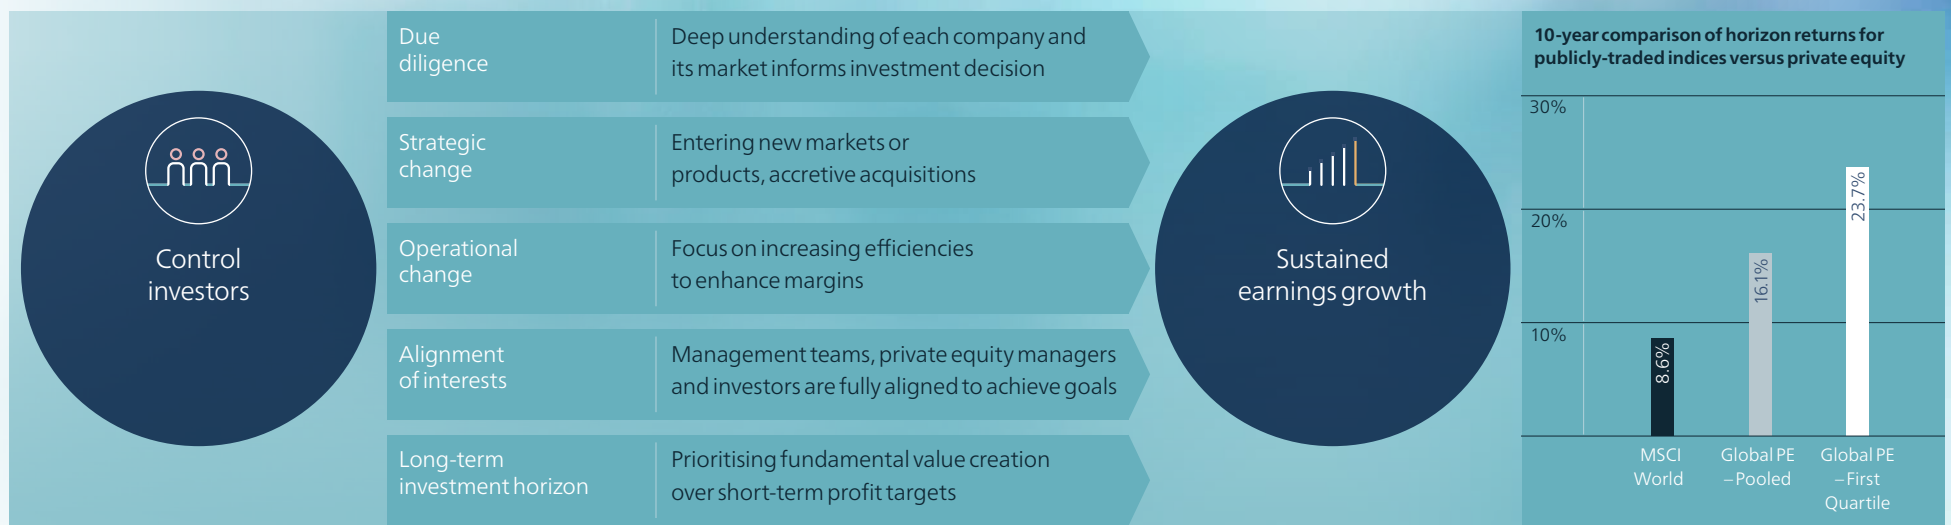 Control
investors
Due
diligence
Deep understanding of each company and
its market informs investment decision
Strategic
change
Entering new markets or
products, accretive acquisitions
Operational
change
Focus on increasing efficiencies
to enhance margins
Alignment
of interests
Management teams, private equity managers
and investors are fully aligned to achieve goals
Long-term
investment horizon
Prioritising fundamental value creation
over short-term profit targets
Sustained
earnings growth
10-year comparison of horizon returns for
publicly-traded indices versus private equity
30%
20%
10%
8.6%
16.1%
23.7%
MSCI
World
Global PE
– Pooled
Global PE
– First
Quartile